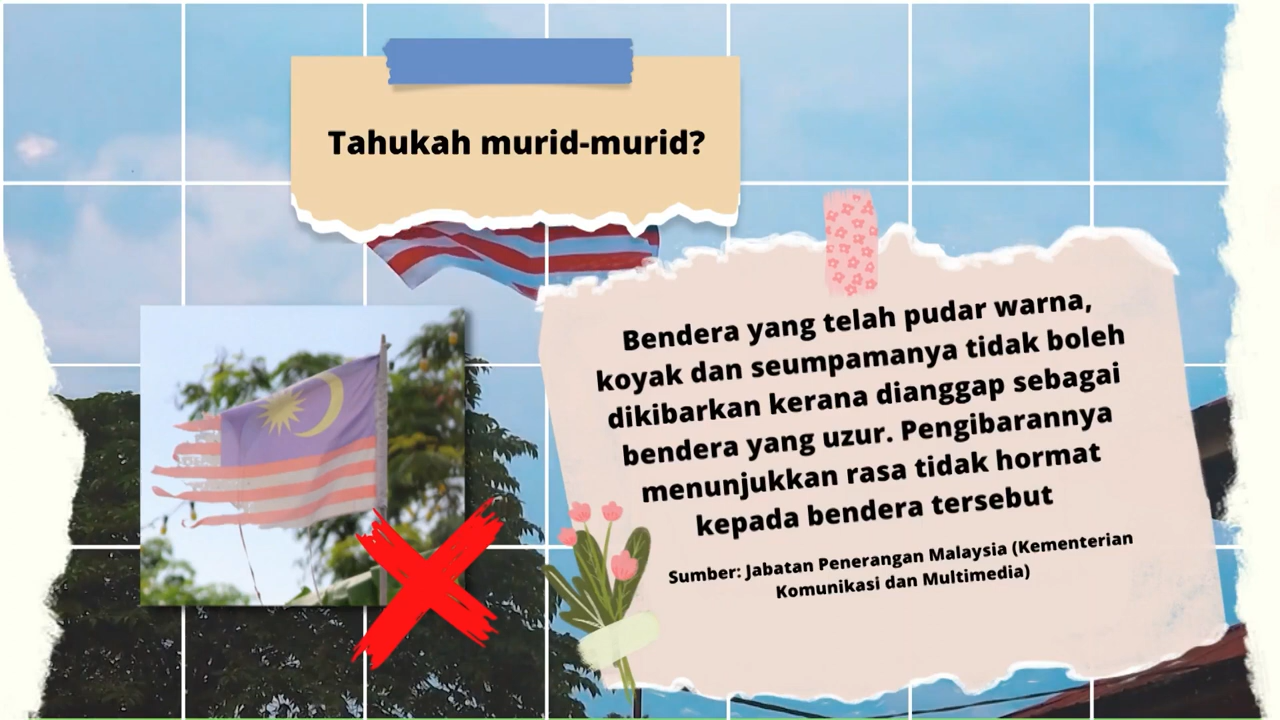 Tahukah murid-murid?
Bendera yang telah pudar warna,
koyak dan seumpamanya tidak boleh
dikibarkan kerana dianggap sebagai
bendera yang uzur. Pengibarannya
menunjukkan rasa tidak hormat
kepada bendera tersebut
Sumber: Jabatan Penerangan Malaysia (Kementerian
Komunikasi dan Multimedia)